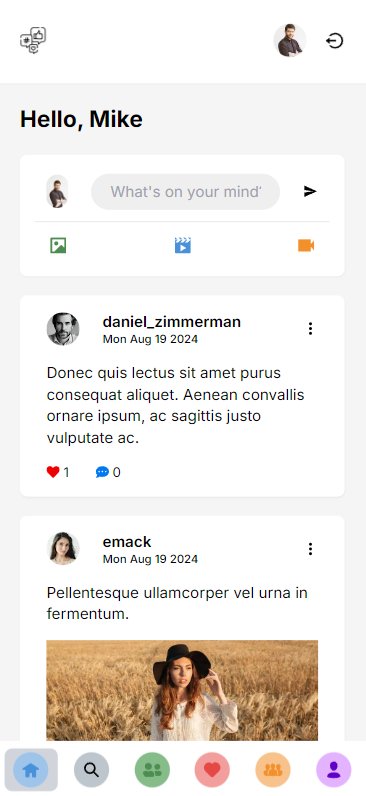 Hello, Mike
What's on your mind'
daniel_zimmerman
Mon Aug 19 2024
Donec quis lectus sit amet purus
consequat aliquet. Aenean convallis
ornare ipsum, ac sagittis justo
vulputate ac.
1 0
emack
Mon Aug 19 2024
Pellentesque ullamcorper vel urna in
fermentum.